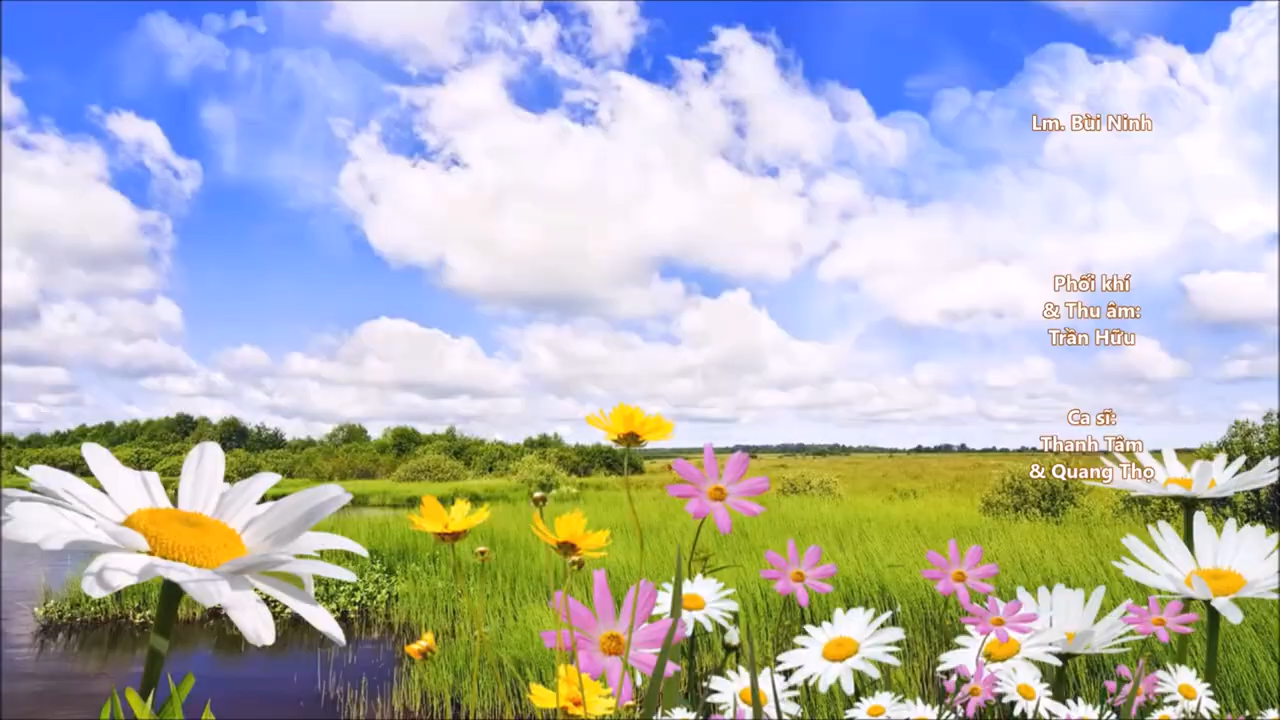 Lm. Bùi Ninh
Phối khí
& Thu âm:
Trần Hữu
Ca sĩ:
Thanh Tâm
& Quang Thọ